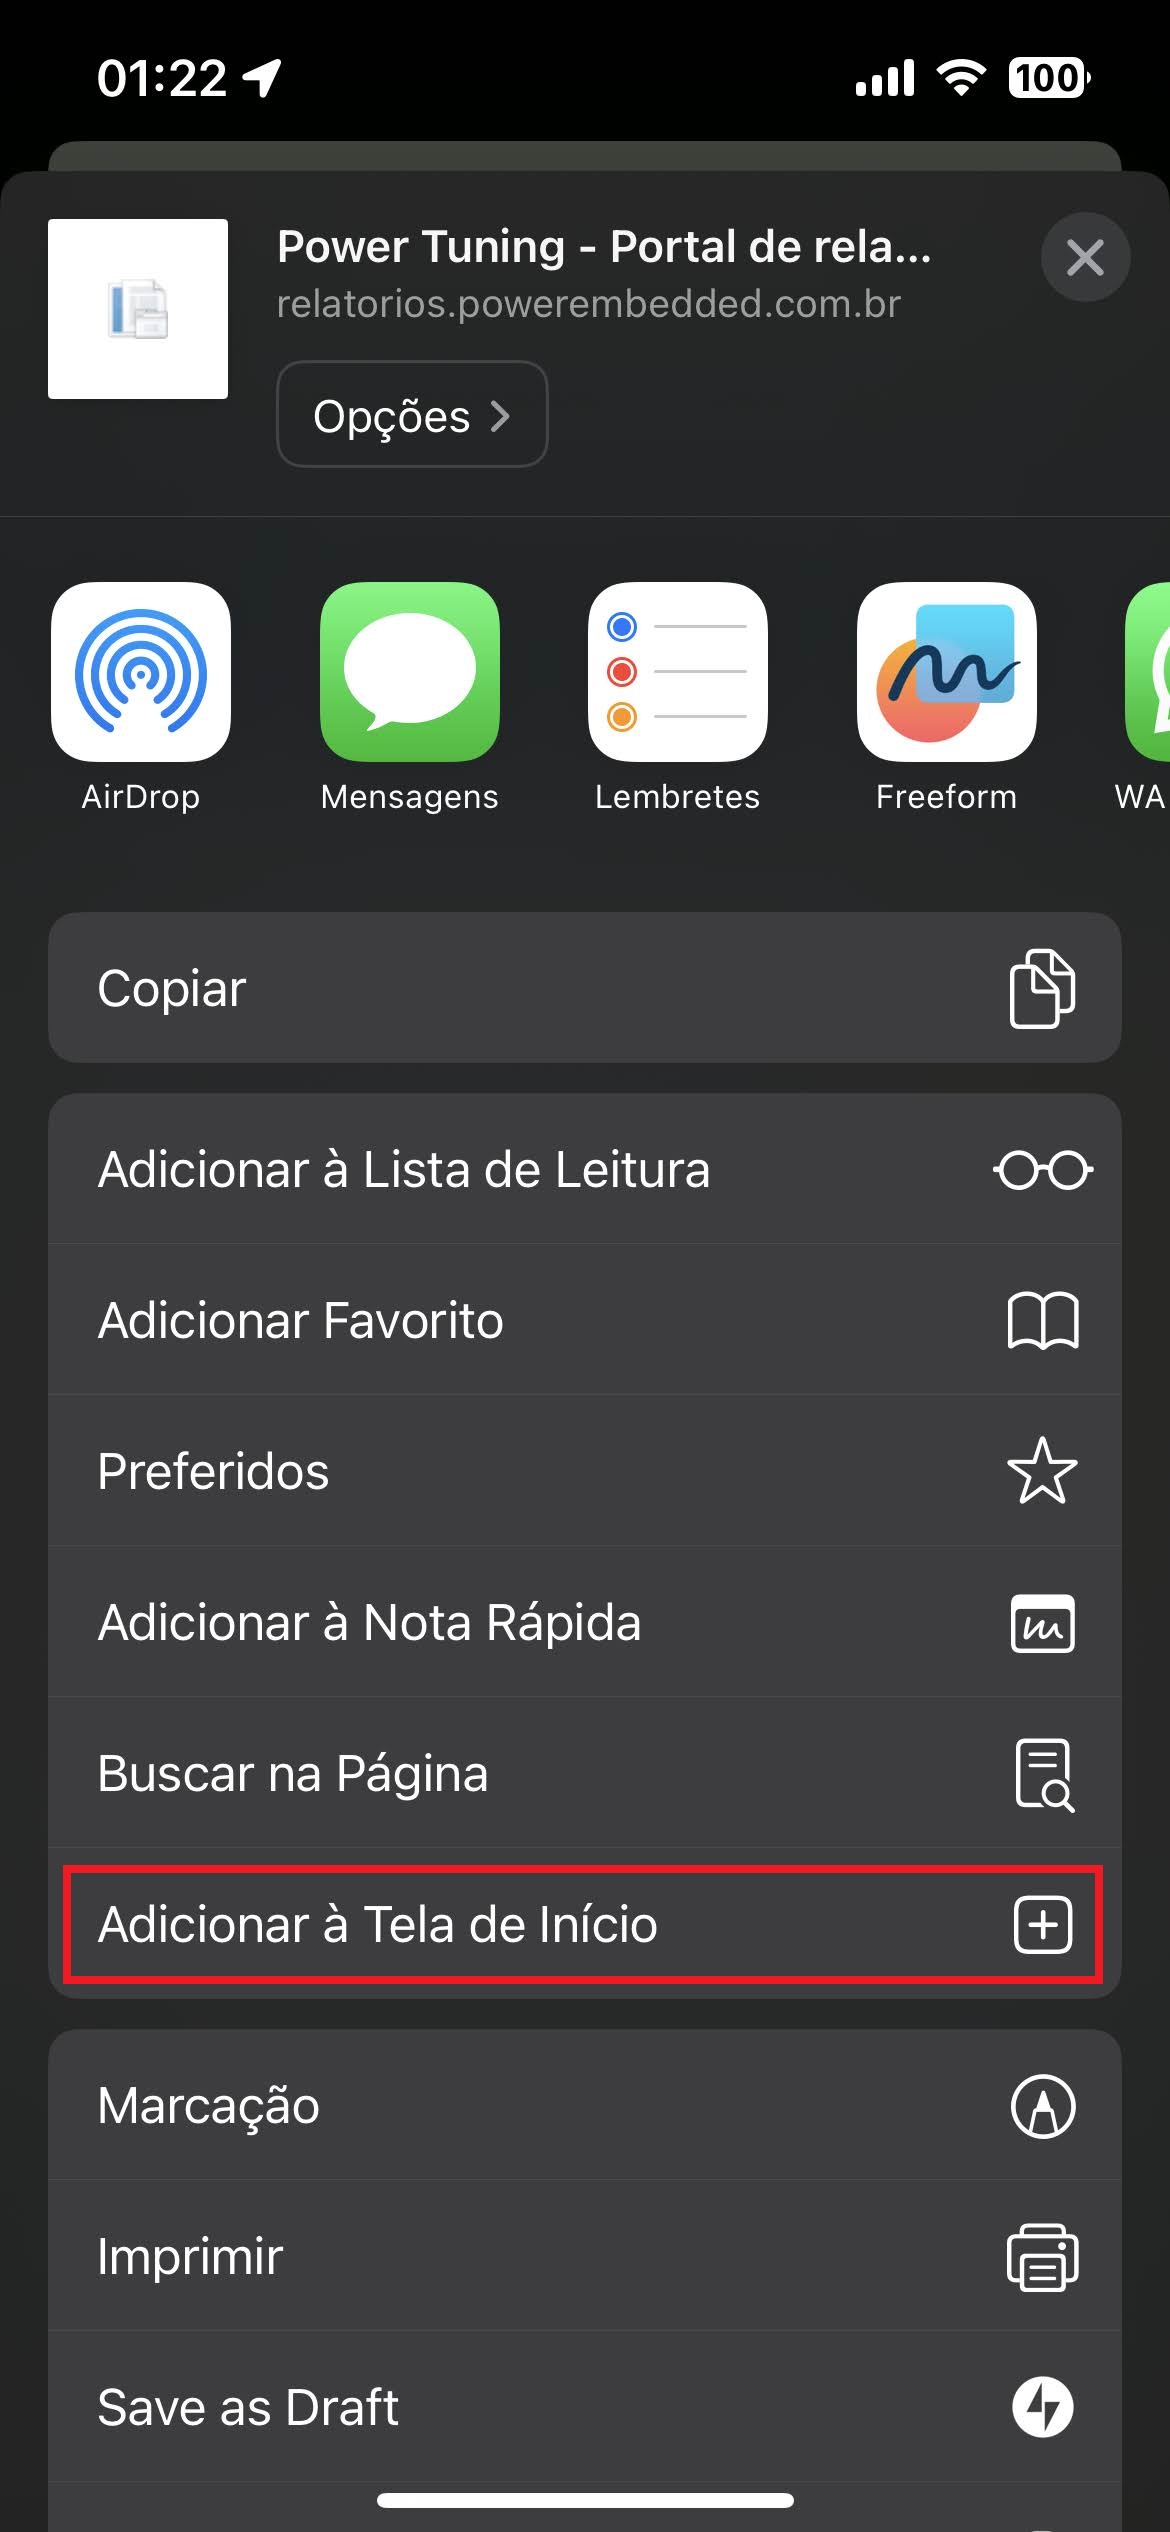 01:22
100
Power Tuning - Portal de rela...
relatorios.powerembedded.com.br
Opções
AirDrop
Mensagens
Lembretes
Freeform
WA
Copiar
Adicionar à Lista de Leitura
Adicionar Favorito
Preferidos
Adicionar à Nota Rápida
Buscar na Página
Adicionar à Tela de Início
Marcação
Imprimir
Save as Draft